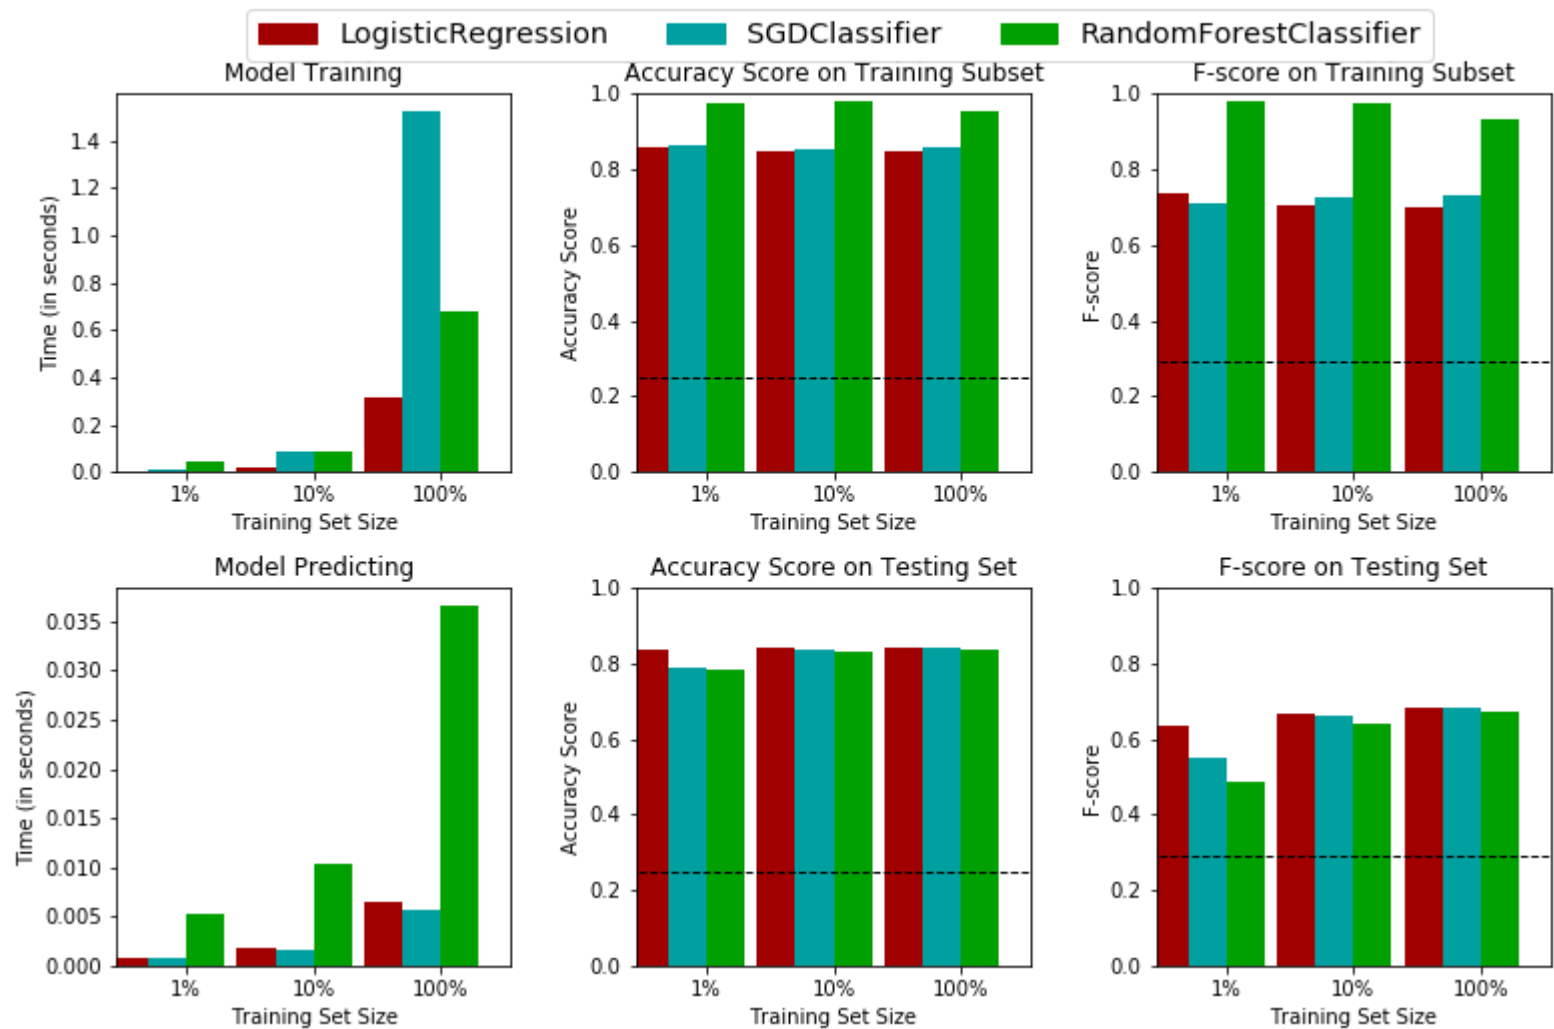 LogisticRegression SGDClassifier RandomForestClassifier
Model Training
Time (in seconds)
1.4
1.2
1.0
0.8
0.6
0.4
0.2
0.0
1% 10% 100%
Training Set Size
Accuracy Score on Training Subset
Accuracy Score
1.0
0.8
0.6
0.4
0.2
0.0
1% 10% 100%
Training Set Size
F-score on Training Subset
F-score
1.0
0.8
0.6
0.4
0.2
0.0
1% 10% 100%
Training Set Size
Model Predicting
Time (in seconds)
0.035
0.030
0.025
0.020
0.015
0.010
0.005
0.000
1% 10% 100%
Training Set Size
Accuracy Score on Testing Set
Accuracy Score
1.0
0.8
0.6
0.4
0.2
0.0
1% 10% 100%
Training Set Size
F-score on Testing Set
F-score
1.0
0.8
0.6
0.4
0.2
0.0
1% 10% 100%
Training Set Size